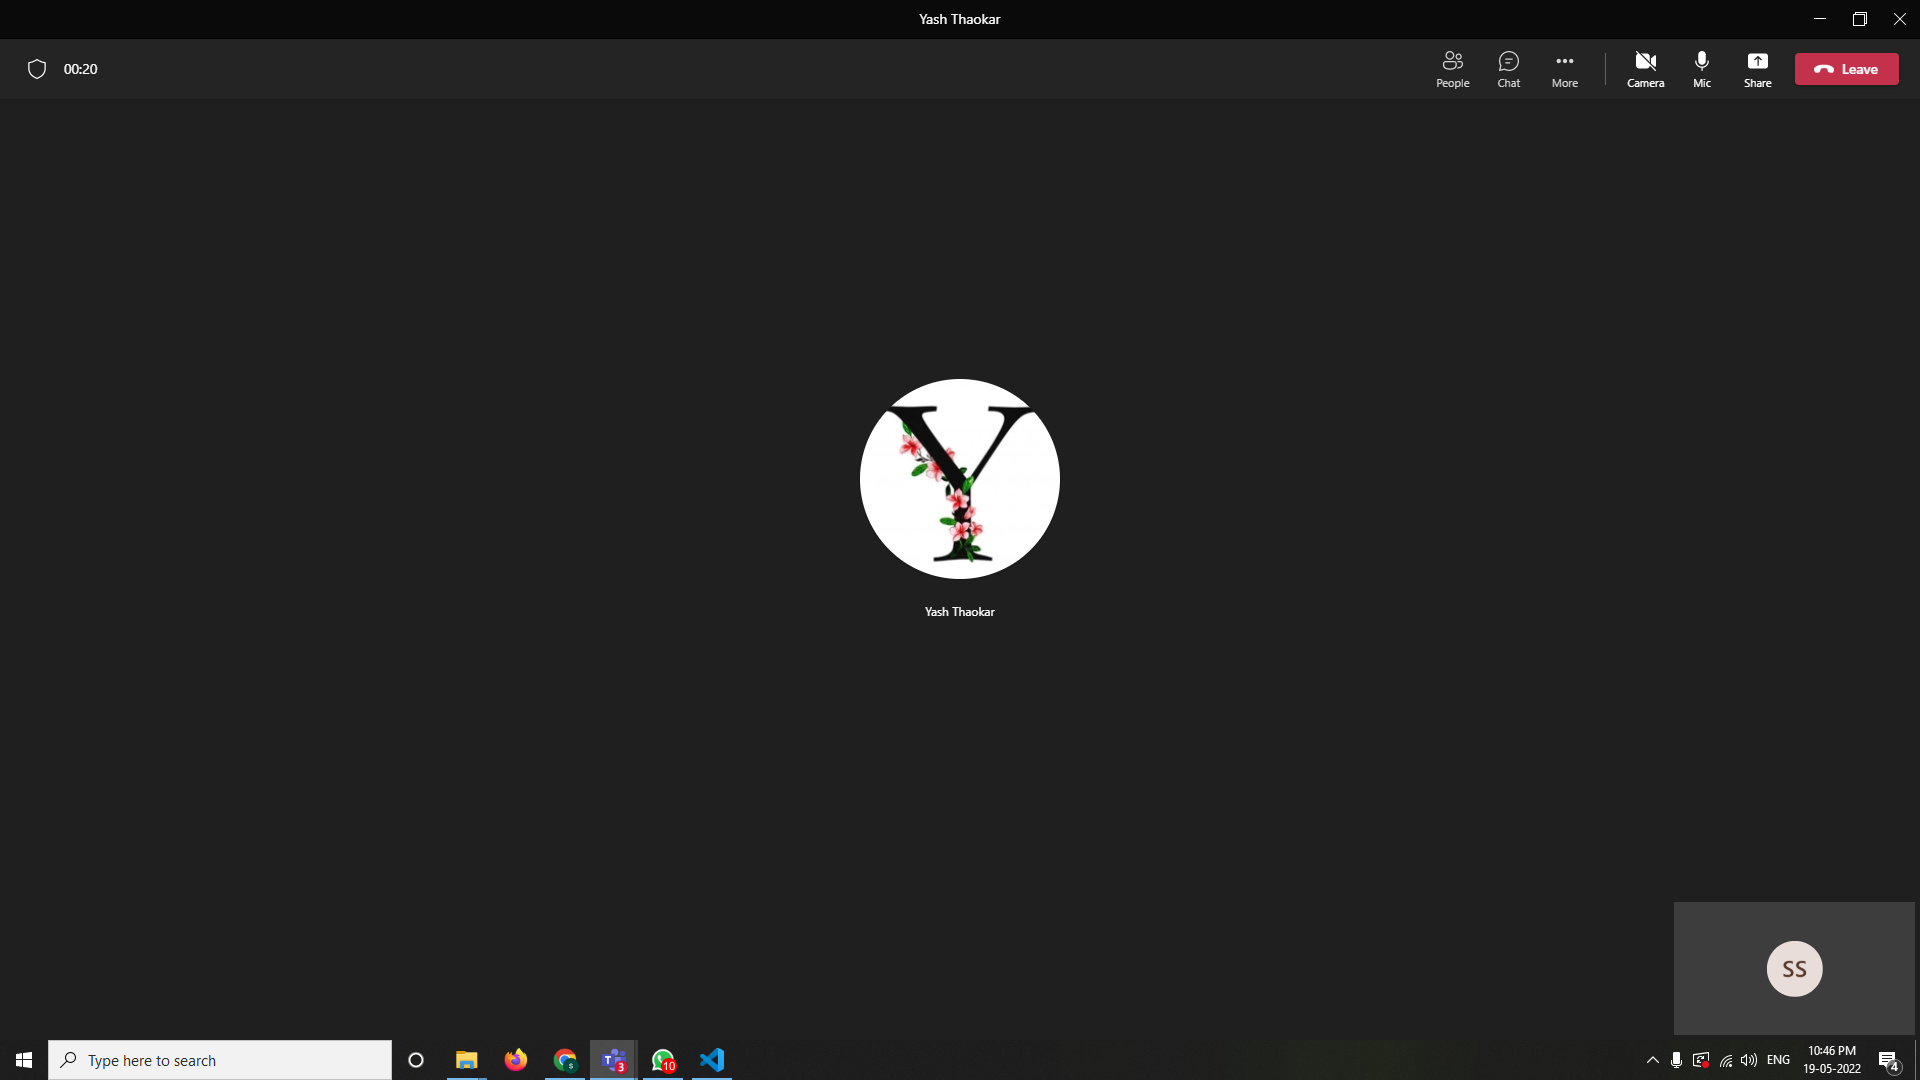 Yash Thaokar
00:20
People
Chat
More
Camera
Mic
Share
Leave
Y
Yash Thaokar
SS
Type here to search
S
T 3
10
ENG
10:46 PM
19-05-2022
4